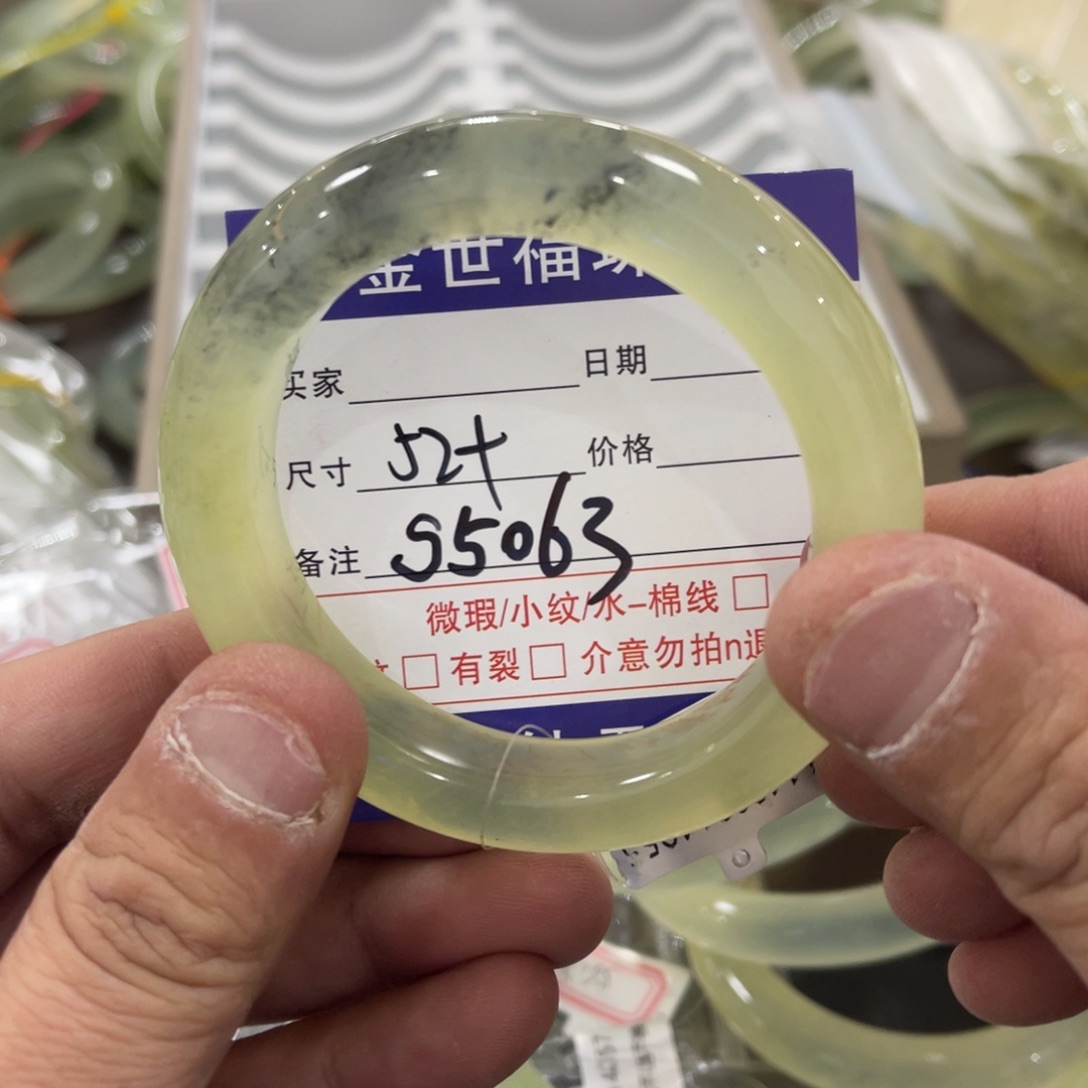 金世福珠
买家 日期
尺寸 52+ 价格
备注 S5063
微瑕/小纹/水-棉线 □
□ 有裂 □ 介意勿拍n退